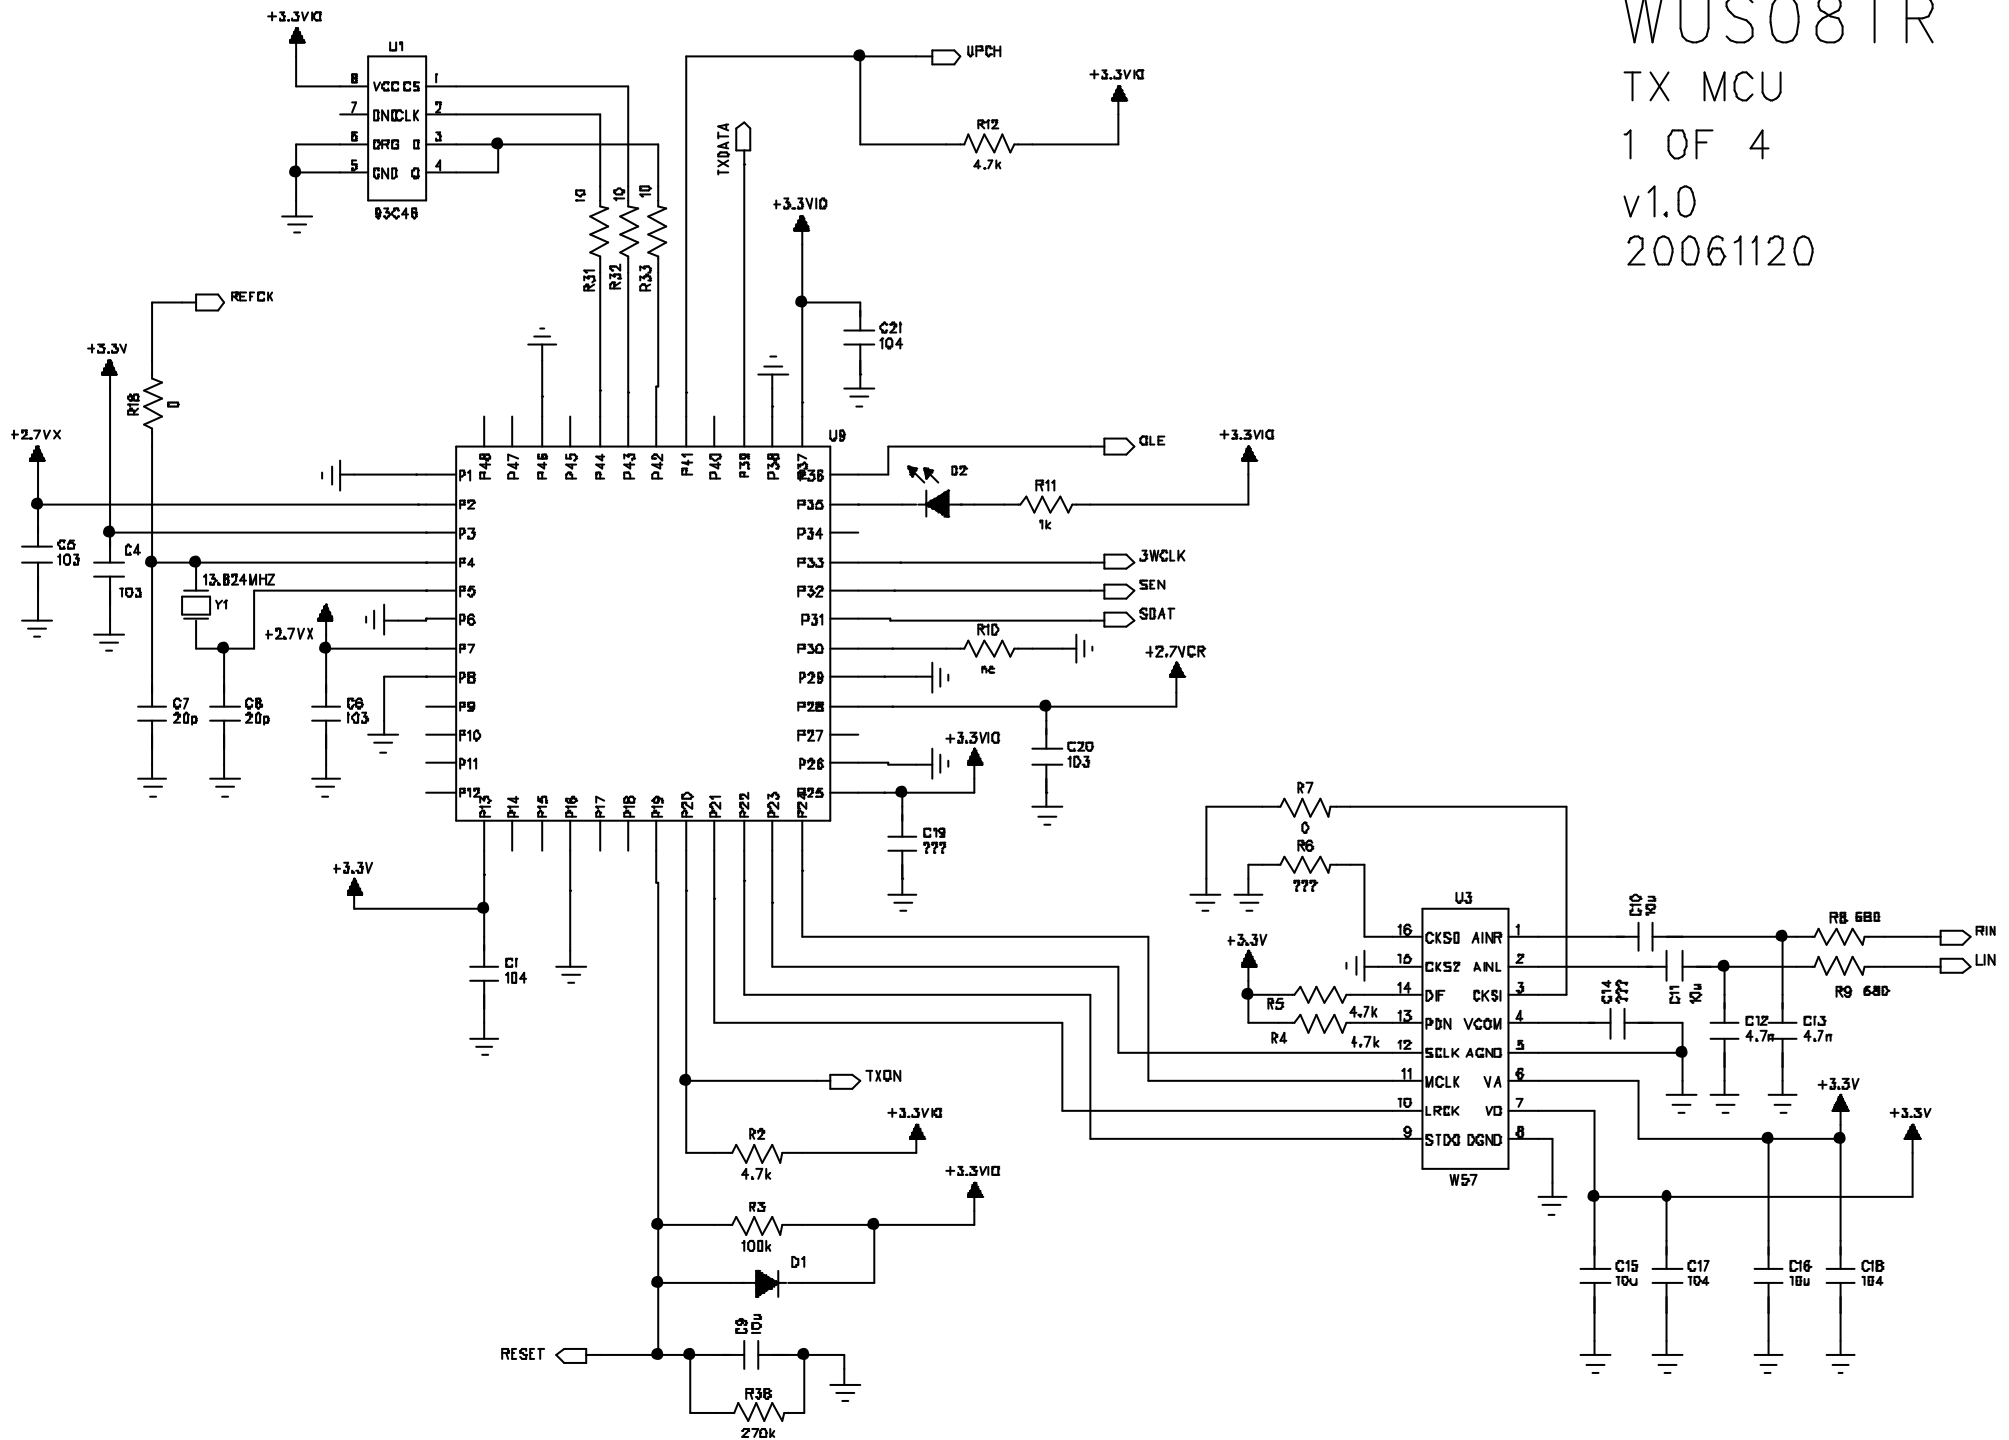 WUS08TR
TX MCU
1 OF 4
v1.0
20061120
+3.3VIO
U1
8 VCC CS 1
7 CLK 2
6 ORG D 3
5 GND Q 4
93C46
UPCH
+3.3VIO
R12
4.7k
TXDATA
10
10
10
R31
R32
R33
+3.3VIO
C21
104
REFCK
+3.3V
R18
0
+2.7VX
C5
103
C4
103
13.824MHZ
Y1
+2.7VX
C7
20p
C8
20p
C6
103
U9
P48
P47
P46
P45
P44
P43
P42
P41
P40
P39
P38
P37
P1
P2
P3
P4
P5
P6
P7
P8
P9
P10
P11
P12
P36
P35
P34
P33
P32
P31
P30
P29
P28
P27
P26
P25
P13
P14
P15
P16
P17
P18
P19
P20
P21
P22
P23
P24
OLE
D2
R11
1k
+3.3VIO
3WCLK
SEN
SDAT
R10
nc
+2.7VCR
C20
103
+3.3VIO
C19
???
+3.3V
C1
104
TXON
+3.3VIO
R2
4.7k
+3.3VIO
R3
100k
D1
C9
10u
RESET
R38
270k
R7
0
R6
???
U3
+3.3V
R5
4.7k
R4
4.7k
16 CKS0 AINR 1
15 CKS2 AINL 2
14 DIF CKS1 3
13 PDN VCOM 4
12 SCLK AGND 5
11 MCLK VA 6
10 LRCK VD 7
9 STDO DGND 8
W57
C10
10u
R8 680
RIN
C11
10u
LIN
R9 680
C14
???
C12
4.7n
C13
4.7n
+3.3V
+3.3V
C15
10u
C17
104
C16
10u
C18
104